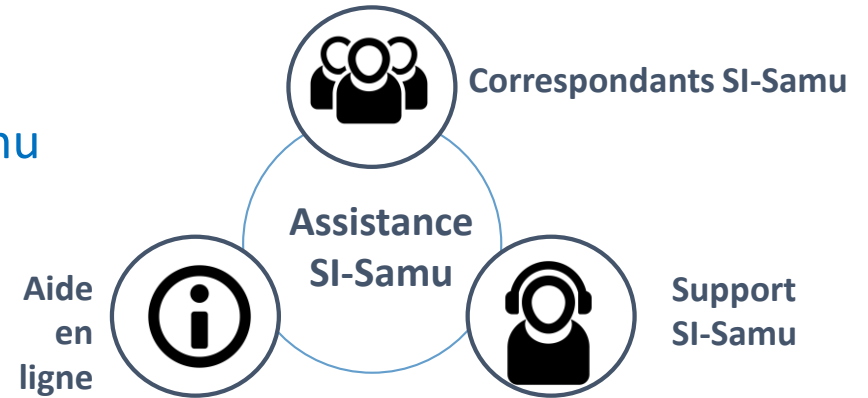 Correspondants SI-Samu
Assistance
SI-Samu
Aide
en
ligne
Support
SI-Samu